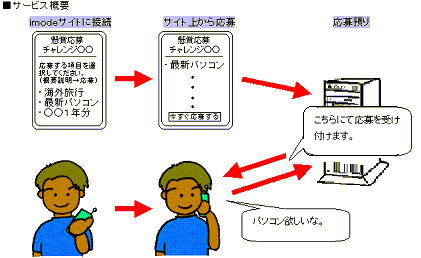 ■サービス概要
imodeサイトに接続
サイト上から応募
応募預り
懸賞応募
チャレンジ〇〇
応募する項目を選
択してください。
(概要説明→応募)
・海外旅行
・最新パソコン
・〇〇1年分
懸賞応募
チャレンジ〇〇
・最新パソコン
・
・
・
・
今すぐ応募する
こちらにて応募を受け
付けます。
パソコン欲しいな。